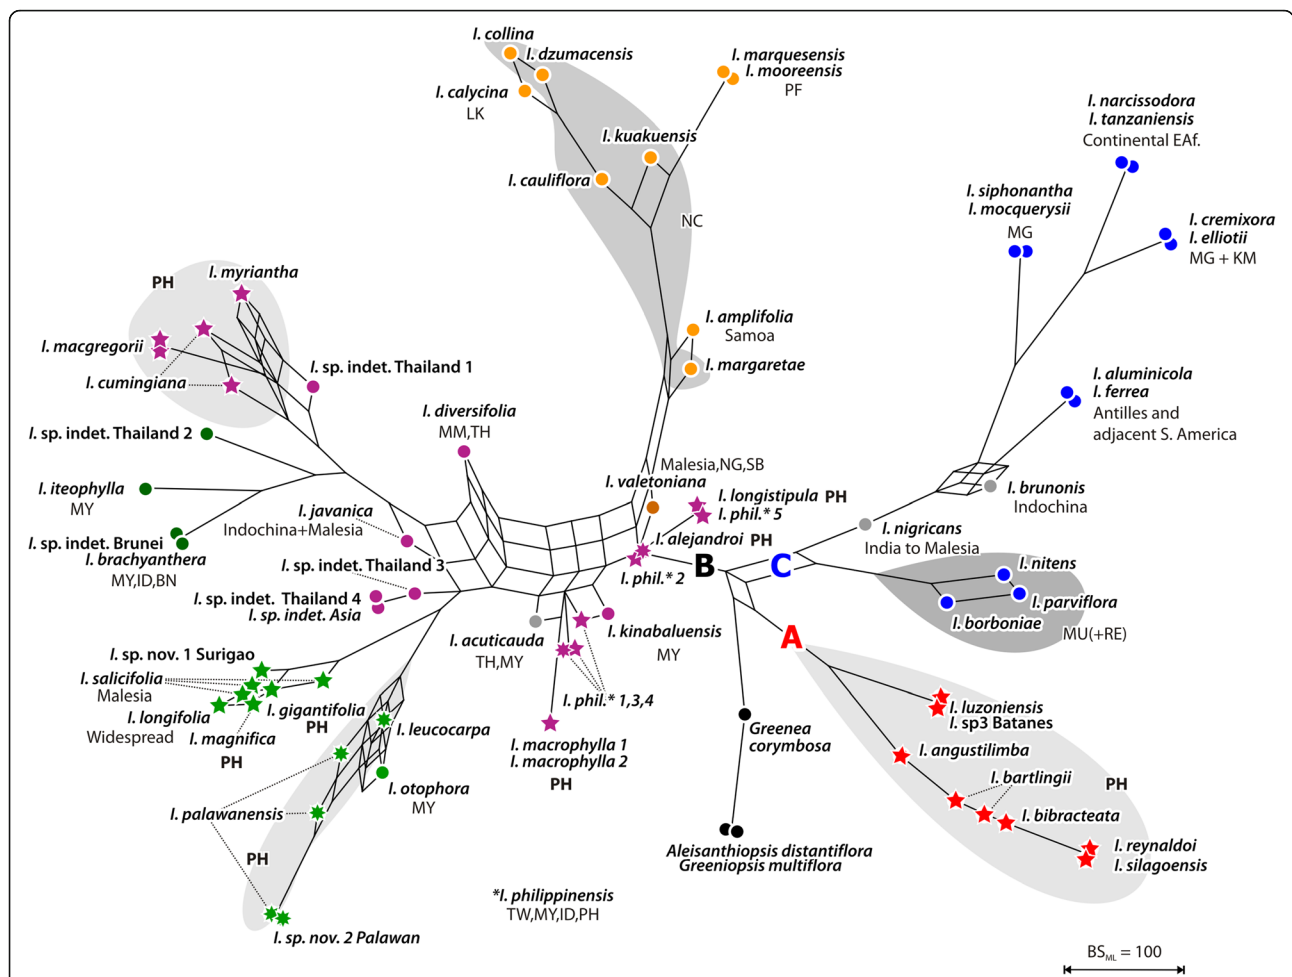 I. collina
I. dzumacensis
I. calycina
LK
I. marquesensis
I. mooreensis
PF
I. kuakuensis
I. cauliflora
NC
I. narcissodora
I. tanzaniensis
Continental EAf.
I. siphonantha
I. mocquerysii
MG
I. cremixora
I. elliotii
MG + KM
PH
I. myriantha
I. macgregorii
I. cumingiana
I. sp. indet. Thailand 1
I. amplifolia
Samoa
I. margaretae
I. aluminicola
I. ferrea
Antilles and
adjacent S. America
I. diversifolia
MM,TH
I. sp. indet. Thailand 2
I. iteophylla
MY
I. sp. indet. Brunei
I. brachyanthera
MY,ID,BN
I. javanica
Indochina+Malesia
Malesia,NG,SB
I. valetoniana
I. longistipula PH
I. phil.* 5
I. alejandroi PH
I. phil.* 2
I. brunonis
Indochina
I. nigricans
India to Malesia
B
C
A
I. sp. indet. Thailand 3
I. sp. indet. Thailand 4
I. sp. indet. Asia
I. nitens
I. parviflora
I. borboniae
MU(+RE)
I. acuticauda
TH,MY
I. kinabaluensis
MY
I. phil.* 1,3,4
I. macrophylla 1
I. macrophylla 2
PH
I. sp. nov. 1 Surigao
I. salicifolia
Malesia
I. longifolia
Widespread
I. gigantifolia
PH
I. magnifica
PH
I. leucocarpa
I. otophora
MY
I. palawanensis
PH
I. sp. nov. 2 Palawan
Greenea
corymbosa
Aleisanthiopsis distantiflora
Greeniopsis multiflora
I. luzoniensis
I. sp3 Batanes
I. angustilimba
I. bartlingii
PH
I. bibracteata
I. reynaldoi
I. silagoensis
*I. philippinensis
TW,MY,ID,PH
BSML = 100